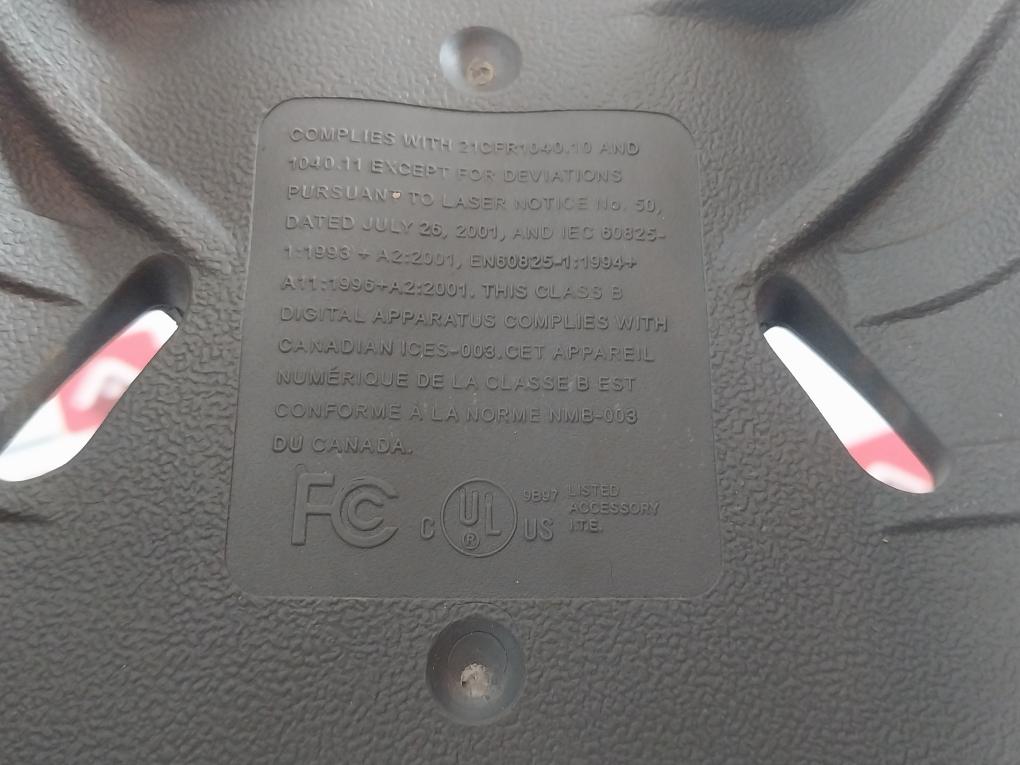 COMPLIES WITH 21CFR1040.10 AND
1040.11 EXCEPT FOR DEVIATIONS
PURSUANT TO LASER NOTICE No. 50,
DATED JULY 26, 2001, AND IEC 60825-
1:1993 + A2:2001, EN60825-1:1994+
A11:1996+A2:2001. THIS CLASS B
DIGITAL APPARATUS COMPLIES WITH
CANADIAN ICES-003.CET APPAREIL
NUMÉRIQUE DE LA CLASSE B EST
CONFORME À LA NORME NMB-003
DU CANADA.
FC C UL ® US 9B97 LISTED
ACCESSORY
I.T.E.